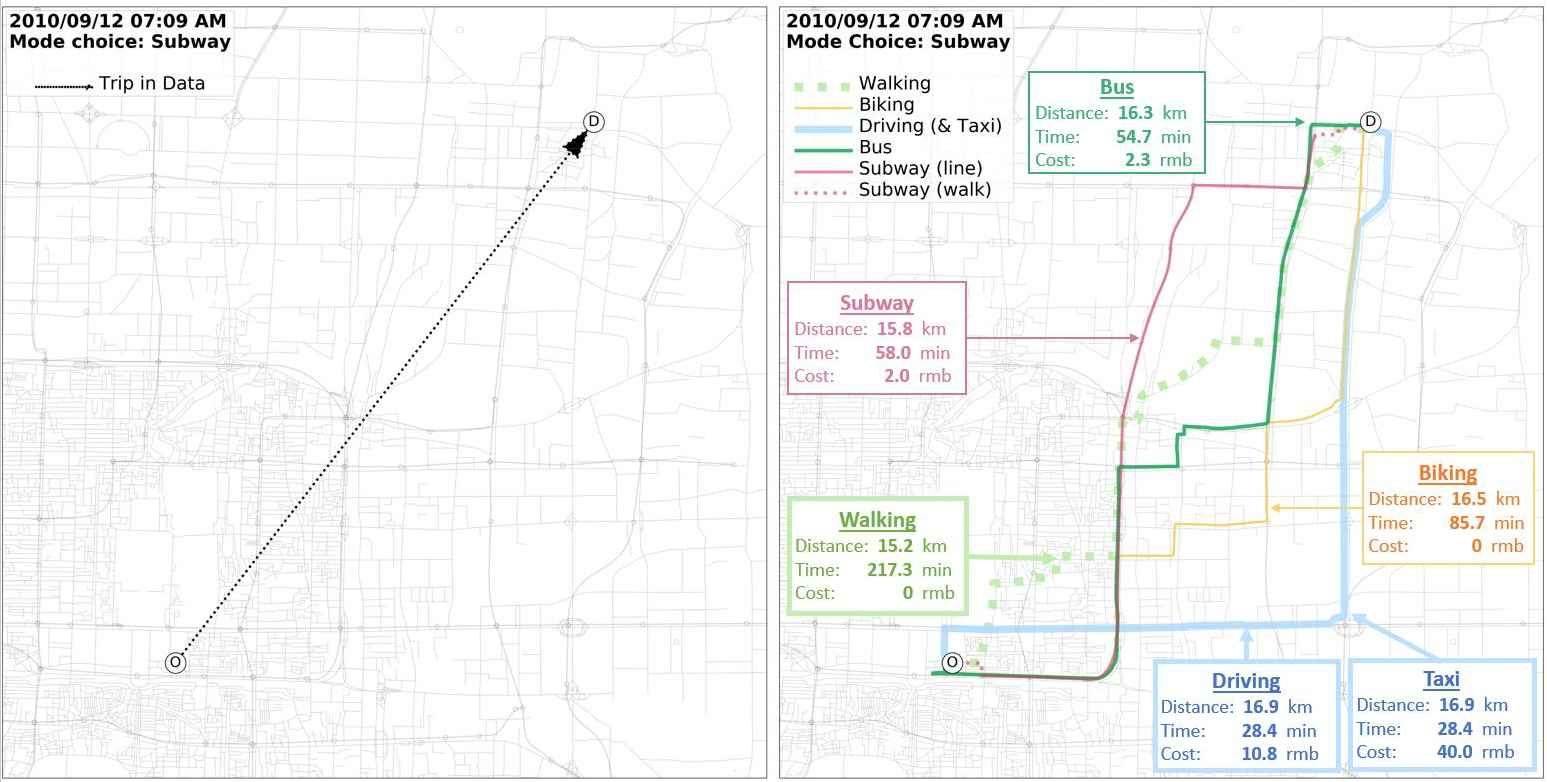 2010/09/12 07:09 AM
Mode choice: Subway
Trip in Data
D
O
2010/09/12 07:09 AM
Mode Choice: Subway
Walking
Biking
Driving (& Taxi)
Bus
Subway (line)
Subway (walk)
Bus
Distance: 16.3 km
Time: 54.7 min
Cost: 2.3 rmb
D
Subway
Distance: 15.8 km
Time: 58.0 min
Cost: 2.0 rmb
Biking
Distance: 16.5 km
Time: 85.7 min
Cost: 0 rmb
Walking
Distance: 15.2 km
Time: 217.3 min
Cost: 0 rmb
O
Driving
Distance: 16.9 km
Time: 28.4 min
Cost: 10.8 rmb
Taxi
Distance: 16.9 km
Time: 28.4 min
Cost: 40.0 rmb